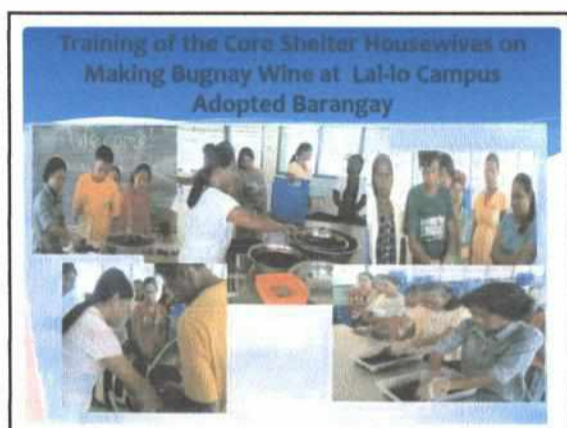 Training of the Core Shelter Housewives on
Making Bugnay Wine at Lal-lo Campus
Adopted Barangay